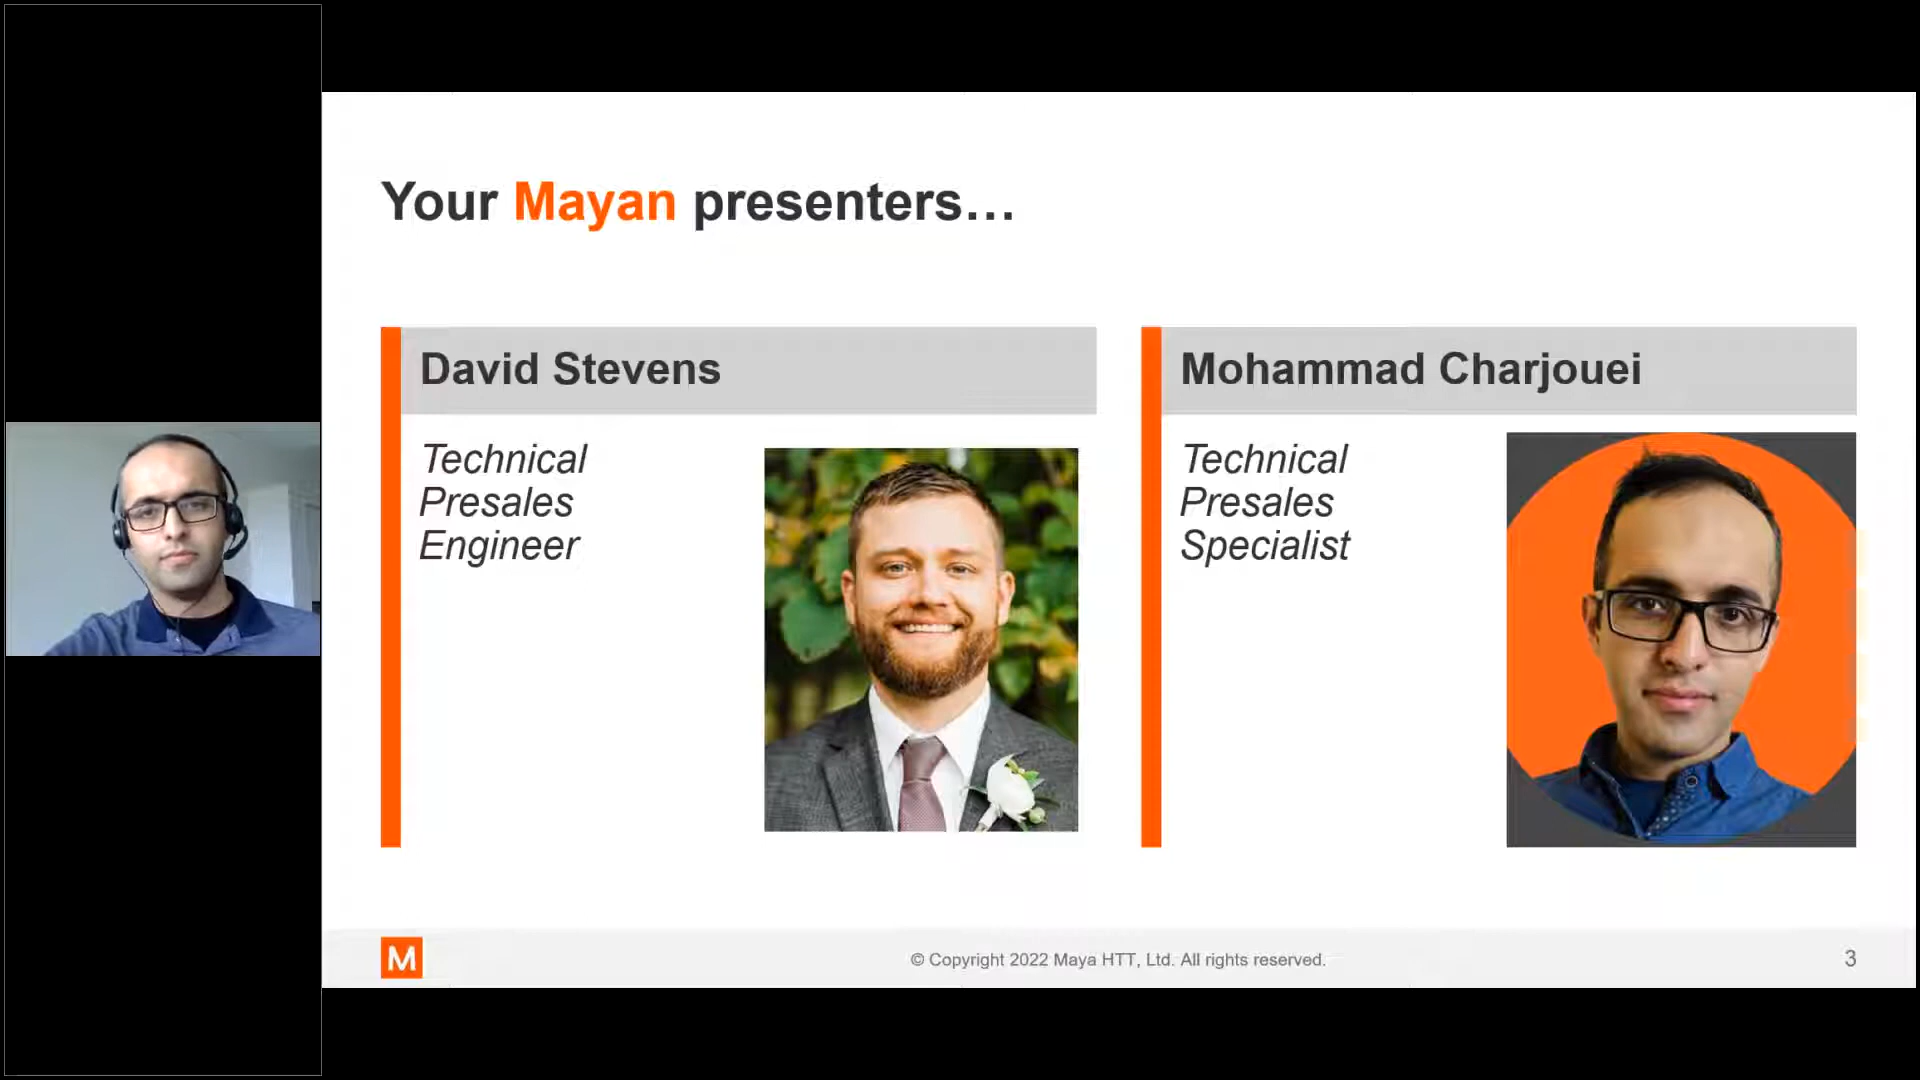 Your Mayan presenters...
David Stevens
Technical
Presales
Engineer
Mohammad Charjouei
Technical
Presales
Specialist
M
© Copyright 2022 Maya HTT, Ltd. All rights reserved.
3